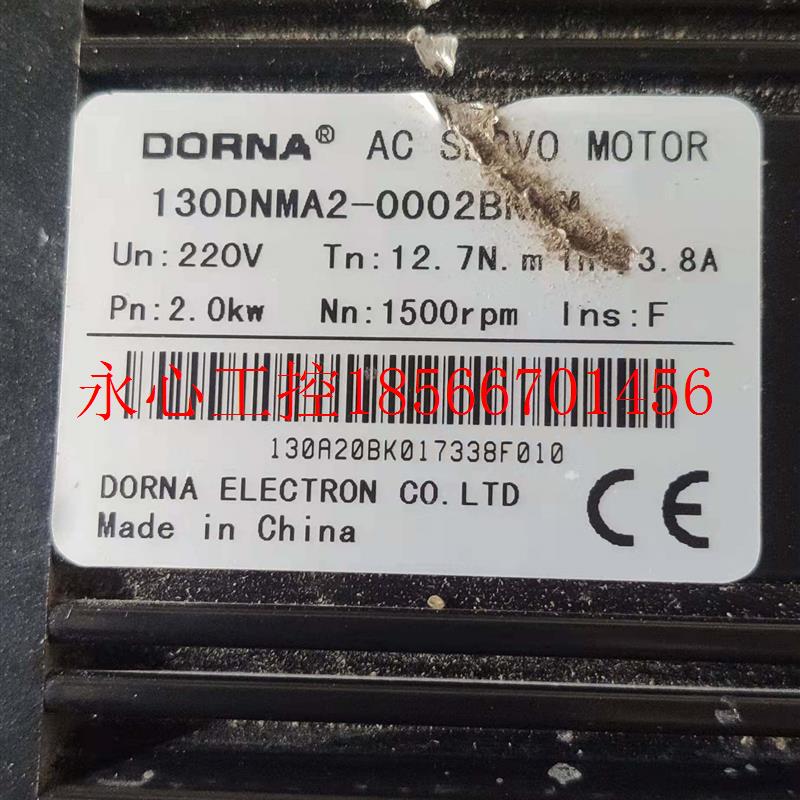 DORNA® AC SERVO MOTOR
130DNMA2-0002B
Un:220V Tn:12.7N.m
Pn:2.0kw Nn:1500rpm Ins:F
永心工控18566701456
130A20BK017338F010
DORNA ELECTRON CO.LTD
Made in China
CE